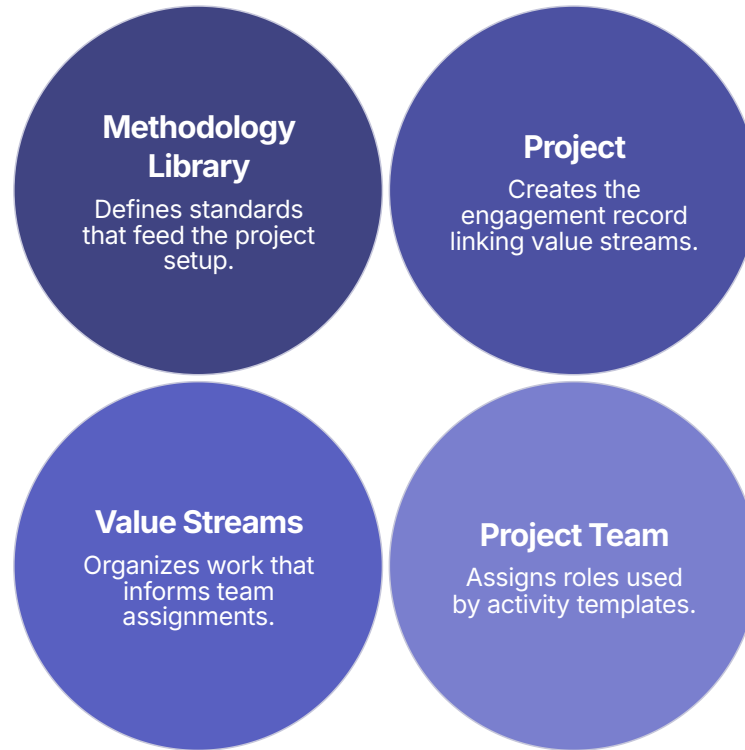 Methodology
Library
Defines standards
that feed the project
setup.
Project
Creates the
engagement record
linking value streams.
Value Streams
Organizes work that
informs team
assignments.
Project Team
Assigns roles used
by activity templates.